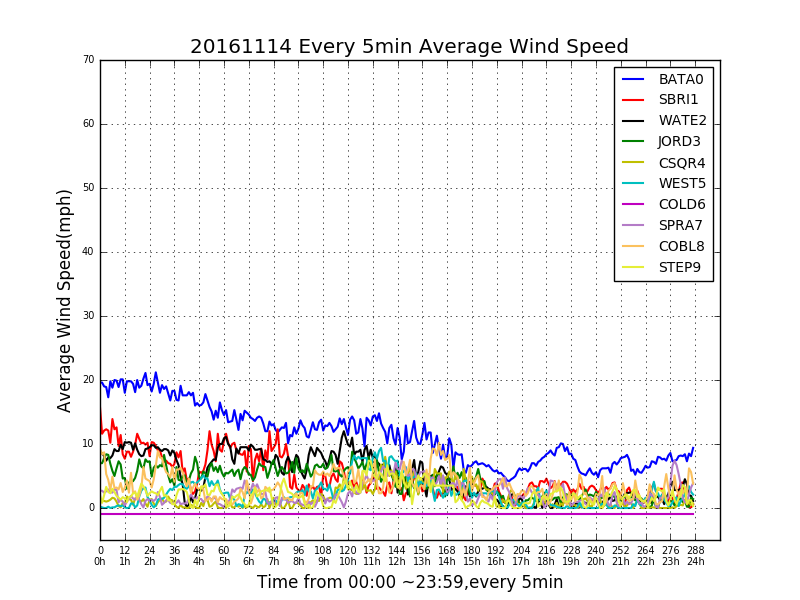 20161114 Every 5min Average Wind Speed
70
60
50
40
30
20
10
0
Average Wind Speed(mph)
BATA0
SBRI1
WATE2
JORD3
CSQR4
WEST5
COLD6
SPRA7
COBL8
STEP9
0 12 24 36 48 60 72 84 96 108 120 132 144 156 168 180 192 204 216 228 240 252 264 276 288
0h 1h 2h 3h 4h 5h 6h 7h 8h 9h 10h 11h 12h 13h 14h 15h 16h 17h 18h 19h 20h 21h 22h 23h 24h
Time from 00:00 ~23:59,every 5min